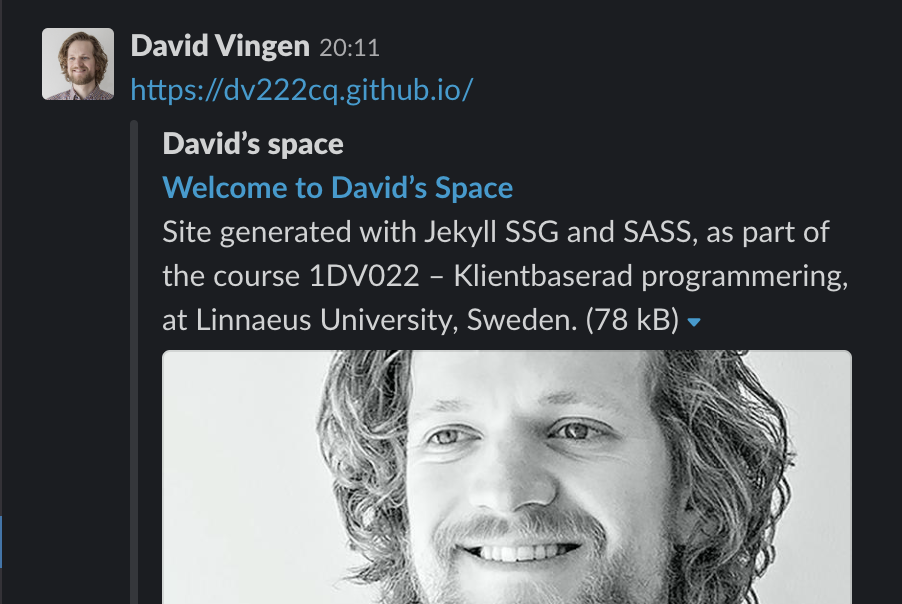 David Vingen 20:11
https://dv222cq.github.io/
David’s space
Welcome to David’s Space
Site generated with Jekyll SSG and SASS, as part of
the course 1DV022 – Klientbaserad programmering,
at Linnaeus University, Sweden. (78 kB)